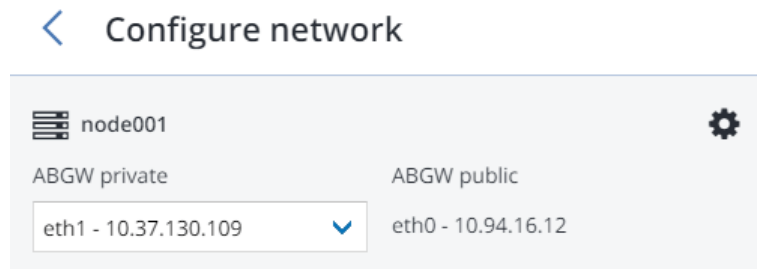 Configure network
node001
ABGW private
ABGW public
eth1 - 10.37.130.109
eth0 - 10.94.16.12